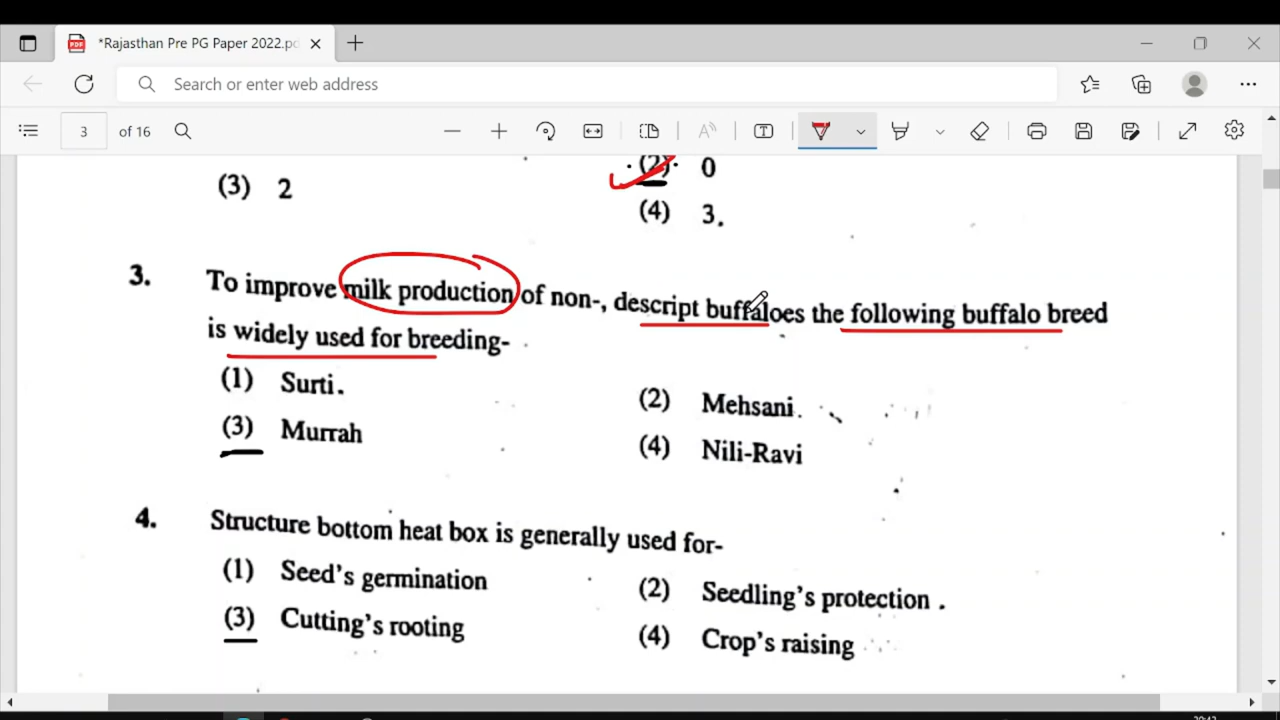 *Rajasthan Pre PG Paper 2022.pd
Search or enter web address
3 of 16
(2) 0
(3) 2
(4) 3.
3. To improve milk production of non-, descript buffaloes the following buffalo breed
is widely used for breeding-
(1) Surti.
(2) Mehsani.
(3) Murrah
(4) Nili-Ravi
4. Structure bottom heat box is generally used for-
(1) Seed's germination
(2) Seedling's protection .
(3) Cutting's rooting
(4) Crop's raising